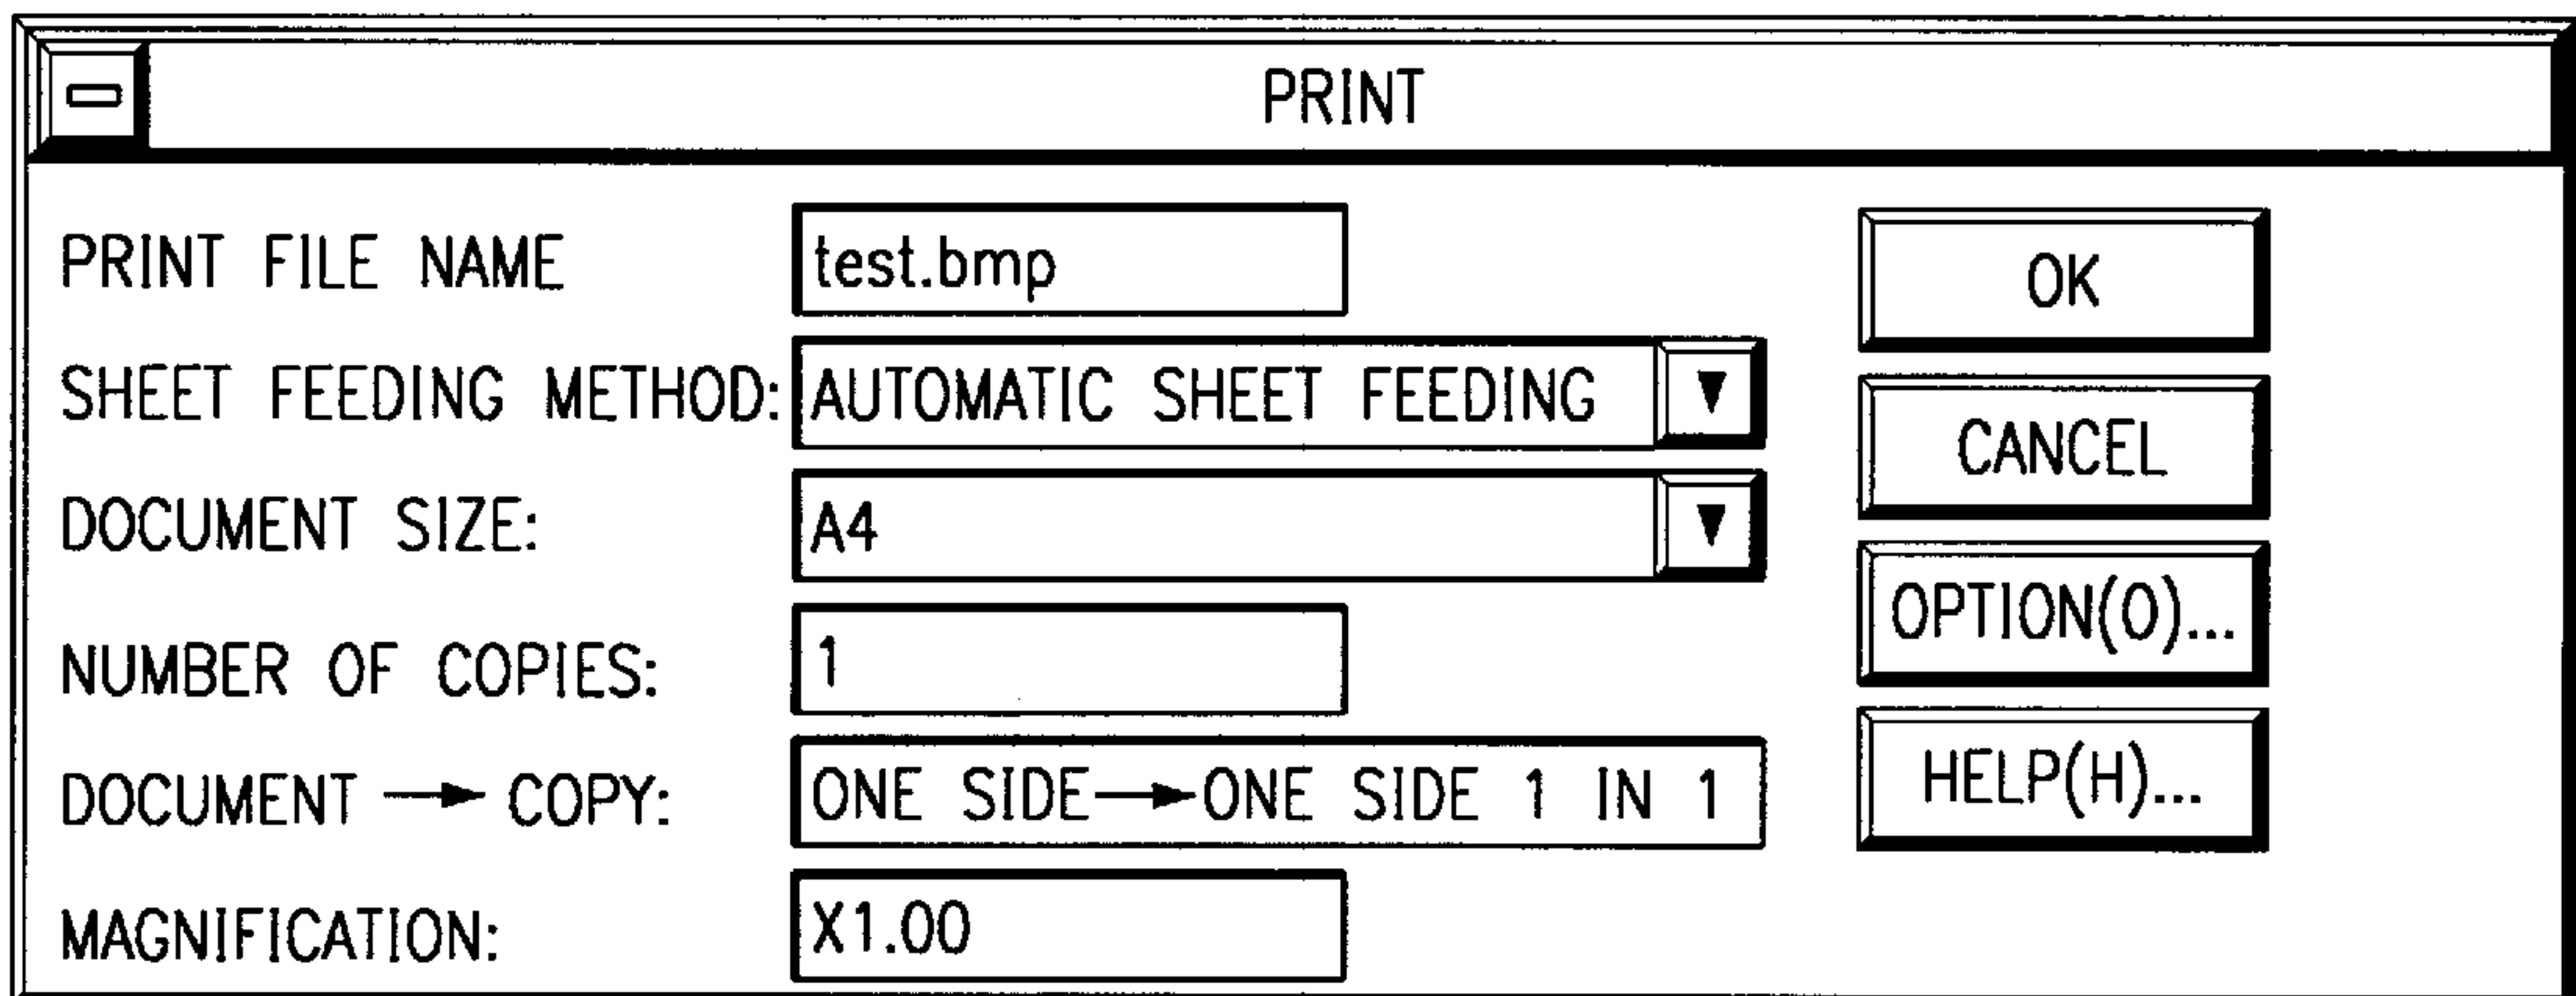 PRINT
PRINT FILE NAME test.bmp
SHEET FEEDING METHOD: AUTOMATIC SHEET FEEDING ▼
DOCUMENT SIZE: A4 ▼
NUMBER OF COPIES: 1
DOCUMENT → COPY: ONE SIDE→ONE SIDE 1 IN 1
MAGNIFICATION: X1.00
OK
CANCEL
OPTION(O)...
HELP(H)...